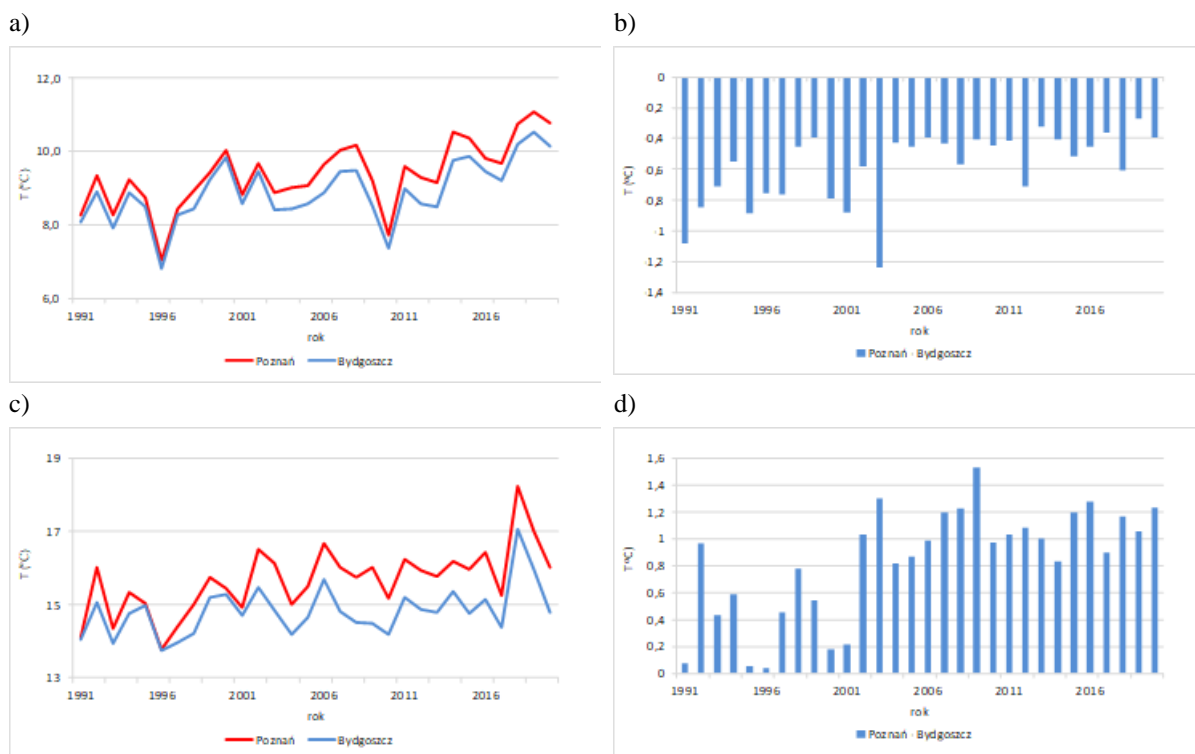 a)
12,0
10,0
8,0
6,0
T (°C)
1991 1996 2001 2006 2011 2016
rok
Poznań Bydgoszcz
b)
0
0,2
0,4
0,6
0,8
-1
-1,2
-1,4
T (°C)
1991 1996 2001 2006 2011 2016
rok
Poznań - Bydgoszcz
c)
19
17
15
13
T (°C)
1991 1996 2001 2006 2011 2016
rok
Poznań Bydgoszcz
d)
1,6
1,4
1,2
1
0,8
0,6
0,4
0,2
0
T (°C)
1991 1996 2001 2006 2011 2016
rok
Poznań - Bydgoszcz